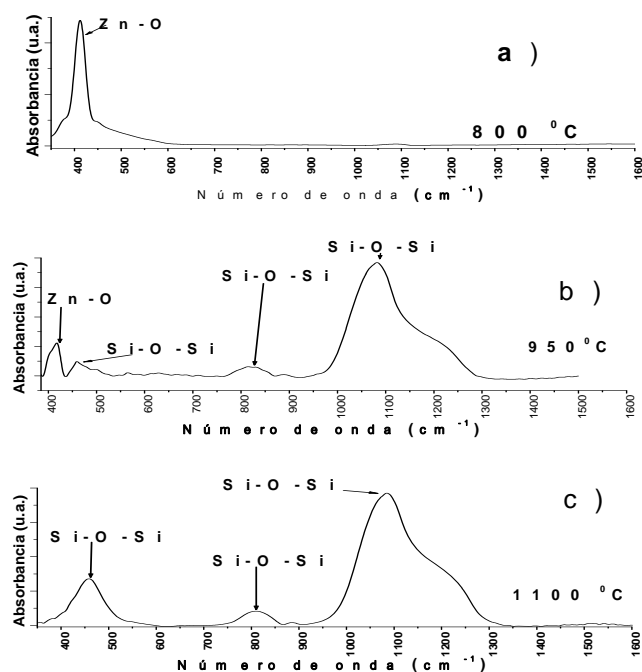 Zn-O
a)
800 ⁰C
Absorbancia (u.a.)
400 500 600 700 800 900 1000 1100 1200 1300 1400 1500 1600
Número de onda (cm⁻¹)
Si-O-Si
Si-O-Si
b)
Zn-O
Si-O-Si
950⁰C
Absorbancia (u.a.)
400 500 600 700 800 900 1000 1100 1200 1300 1400 1500 1600
Número de onda (cm⁻¹)
Si-O-Si
c)
Si-O-Si
Si-O-Si
1100 ⁰C
Absorbancia (u.a.)
400 500 600 700 800 900 1000 1100 1200 1300 1400 1500 1600
Número de onda (cm⁻¹)